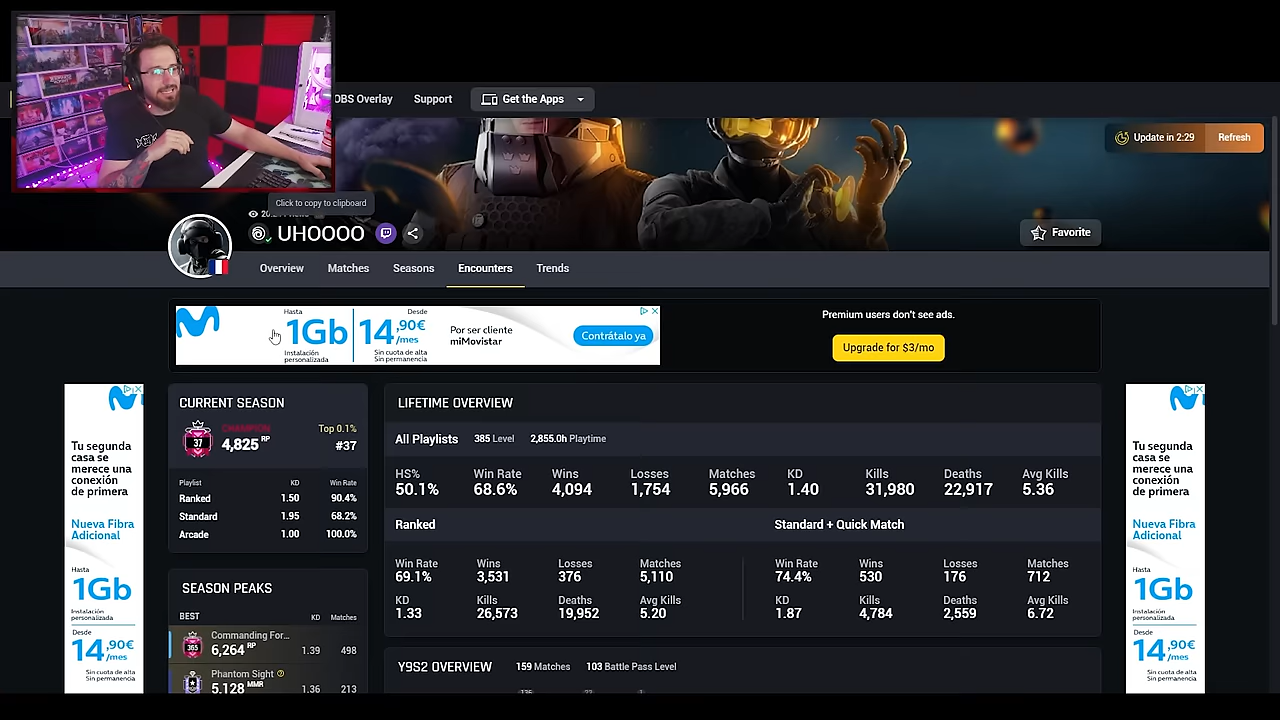 OBS Overlay
Support
Get the Apps
Update in 2:29
Refresh
Click to copy to clipboard
UHOOOO
Favorite
Overview
Matches
Seasons
Encounters
Trends
Hasta
1Gb
Instalación
personalizada
Desde
14,90€
/mes
Sin cuota de alta
Sin permanencia
Por ser cliente
miMovistar
Contrátalo ya
Premium users don't see ads.
Upgrade for $3/mo
Tu segunda
casa se
merece una
conexión
de primera
Nueva Fibra
Adicional
Hasta
1Gb
Instalación
personalizada
Desde
14,90€
/mes
Sin cuota de alta
Sin permanencia
CURRENT SEASON
37
CHAMPION
4,825 RP
Top 0.1%
#37
Playlist KD Win Rate
Ranked 1.50 90.4%
Standard 1.95 68.2%
Arcade 1.00 100.0%
SEASON PEAKS
BEST KD Matches
365
Commanding For...
6,264 RP
1.39 498
Phantom Sight
5,128 MMR
1.36 213
LIFETIME OVERVIEW
All Playlists 385 Level 2,855.0h Playtime
HS% Win Rate Wins Losses Matches KD Kills Deaths Avg Kills
50.1% 68.6% 4,094 1,754 5,966 1.40 31,980 22,917 5.36
Ranked
Win Rate Wins Losses Matches
69.1% 3,531 376 5,110
KD Kills Deaths Avg Kills
1.33 26,573 19,952 5.20
Standard + Quick Match
Win Rate Wins Losses Matches
74.4% 530 176 712
KD Kills Deaths Avg Kills
1.87 4,784 2,559 6.72
Y9S2 OVERVIEW 159 Matches 103 Battle Pass Level
Tu segunda
casa se
merece una
conexión
de primera
Nueva Fibra
Adicional
Hasta
1Gb
Instalación
personalizada
Desde
14,90€
/mes
Sin cuota de alta
Sin permanencia